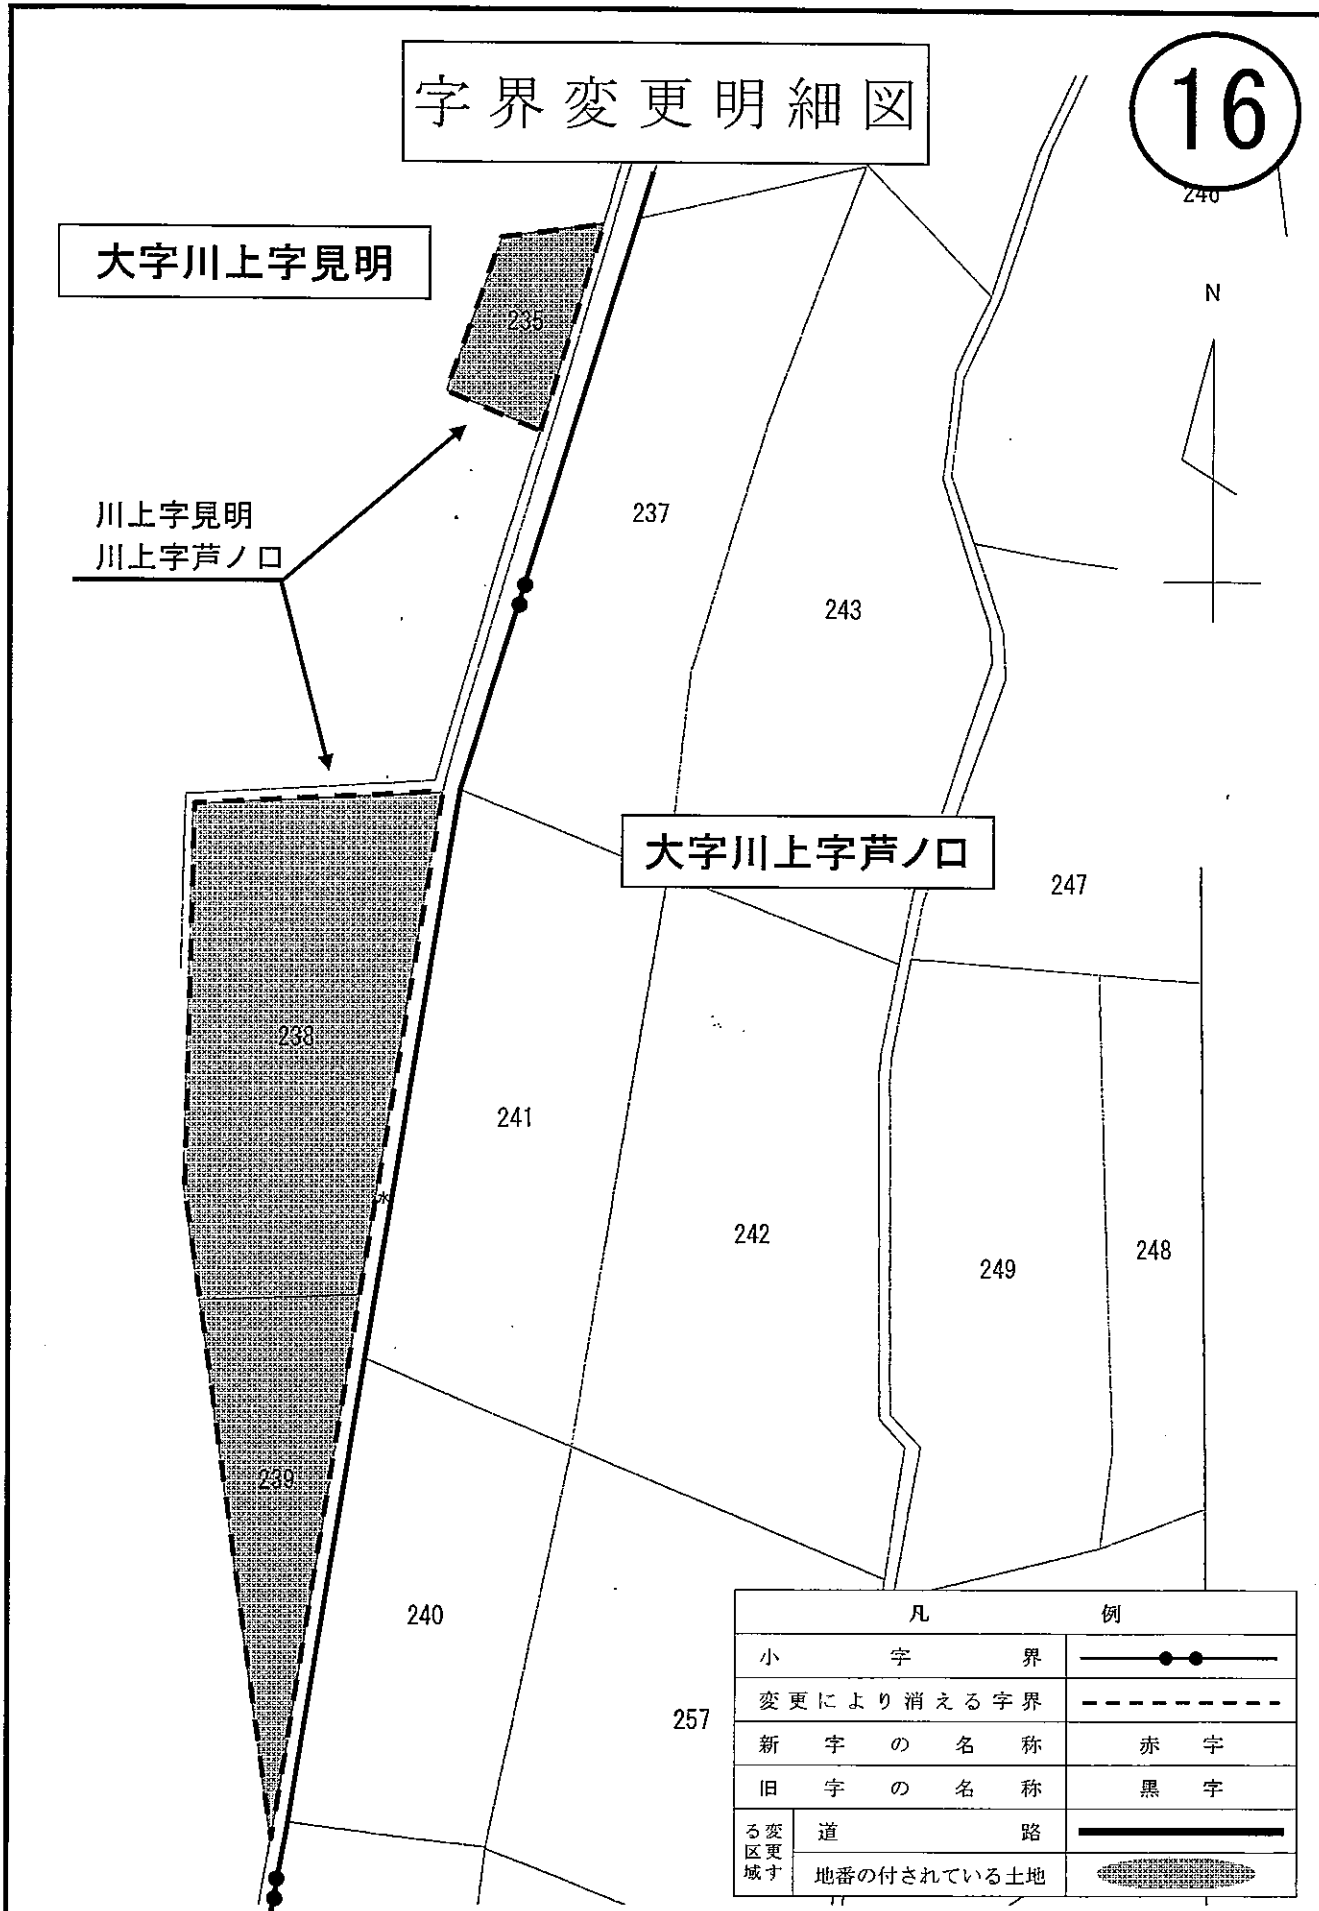 字界変更明細図
16
246
大字川上字見明
235
N
川上字見明
川上字芦ノ口
237
243
大字川上字芦ノ口
247
238
241
水
242
249
248
239
240
257
凡例
小字界
変更により消える字界
新字の名称 赤字
旧字の名称 黒字
変更する区域
道路
地番の付されている土地